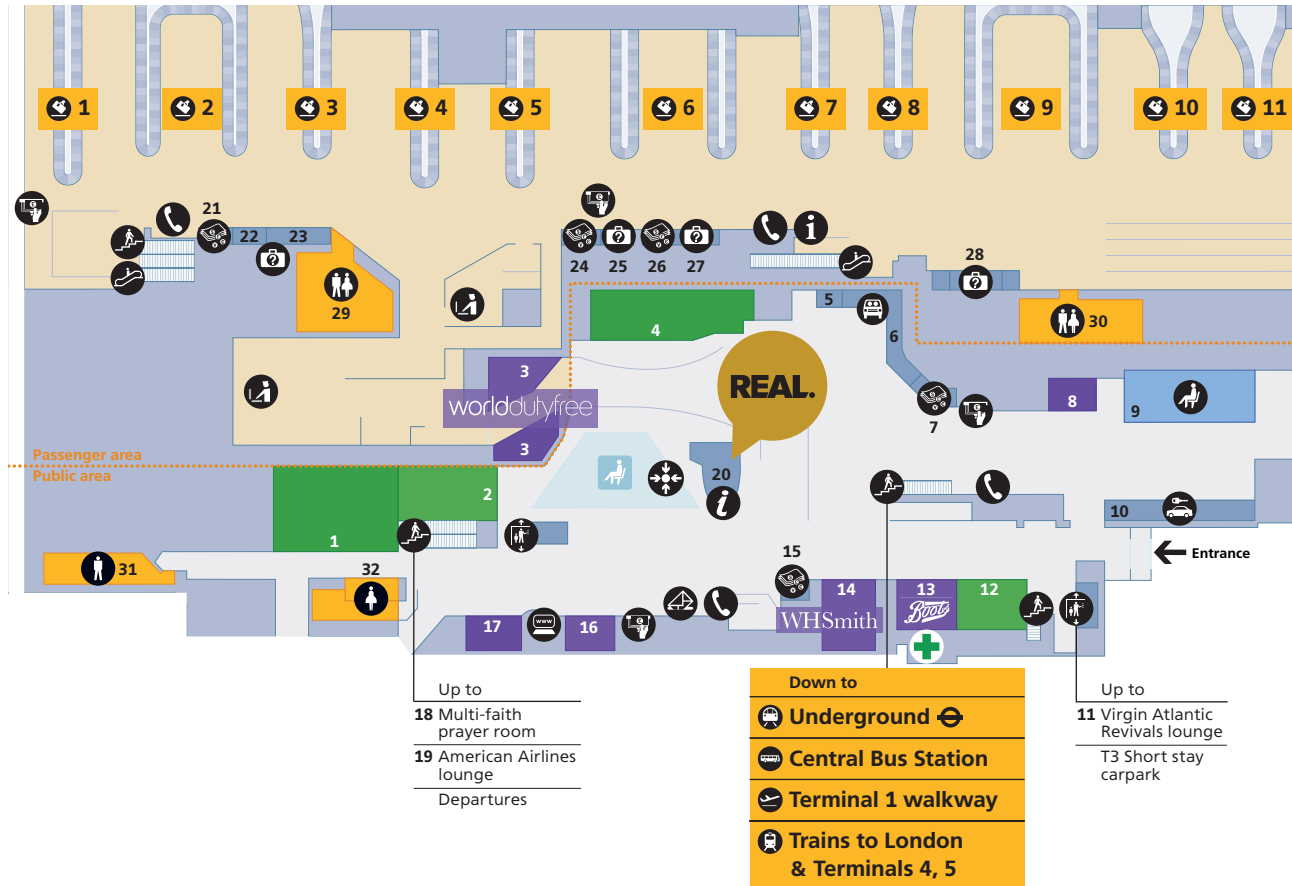 1
2
3
4
5
6
7
8
9
10
11
21
22
23
24
25
26
27
28
29
30
5
6
4
REAL.
3
worlddutyfree
3
7
8
9
Passenger area
Public area
20
2
1
10
Entrance
31
32
15
14
WHSmith
13
Boots
12
17
www
16
Up to
18 Multi-faith
prayer room
19 American Airlines
lounge
Departures
Down to
Underground
Central Bus Station
Terminal 1 walkway
Trains to London
& Terminals 4, 5
Up to
11 Virgin Atlantic
Revivals lounge
T3 Short stay
carpark